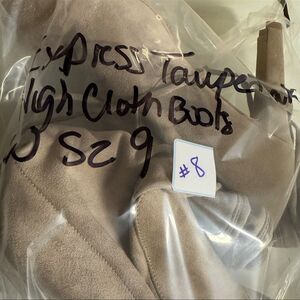 Express Taupe
High Cloth Boots
Sz 9
#8